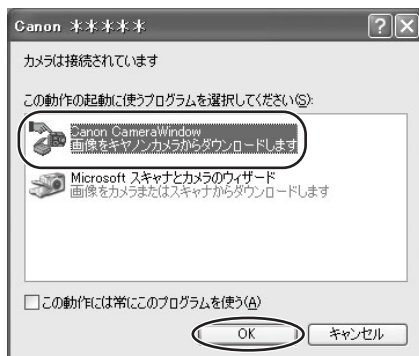 Canon ＊＊＊＊＊
カメラは接続されています
この動作の起動に使うプログラムを選択してください(S):
Canon CameraWindow
画像をキヤノンカメラからダウンロードします
Microsoft スキャナとカメラのウィザード
画像をカメラまたはスキャナからダウンロードします
この動作には常にこのプログラムを使う(A)
OK キャンセル